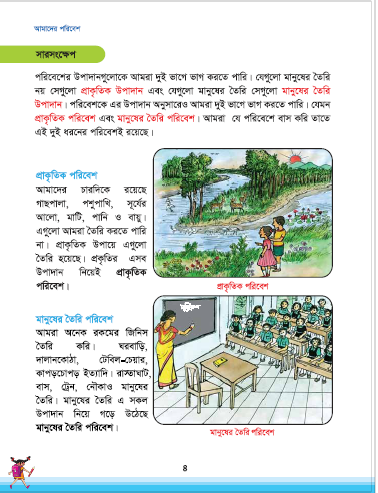 আমাদের পরিবেশ
সারসংক্ষেপ
পরিবেশের উপাদানগুলোকে আমরা দুই ভাগে ভাগ করতে পারি। যেগুলো মানুষের তৈরি
নয় সেগুলো প্রাকৃতিক উপাদান এবং যেগুলো মানুষের তৈরি সেগুলো মানুষের তৈরি
উপাদান। পরিবেশকে এর উপাদান অনুসারেও আমরা দুই ভাগে ভাগ করতে পারি। যেমন
প্রাকৃতিক পরিবেশ এবং মানুষের তৈরি পরিবেশ। আমরা যে পরিবেশে বাস করি তাতে
এই দুই ধরনের পরিবেশই রয়েছে।
প্রাকৃতিক পরিবেশ
আমাদের চারদিকে রয়েছে
গাছপালা, পশুপাখি, সূর্যের
আলো, মাটি, পানি ও বায়ু।
এগুলো আমরা তৈরি করতে পারি
না। প্রাকৃতিক উপায়ে এগুলো
তৈরি হয়েছে। প্রকৃতির এসব
উপাদান নিয়েই প্রাকৃতিক
পরিবেশ।
প্রাকৃতিক পরিবেশ
মানুষের তৈরি পরিবেশ
আমরা অনেক রকমের জিনিস
তৈরি করি। ঘরবাড়ি,
দালানকোঠা, টেবিল-চেয়ার,
কাপড়চোপড় ইত্যাদি। রাস্তাঘাট,
বাস, ট্রেন, নৌকাও মানুষের
তৈরি। মানুষের তৈরি এ সকল
উপাদান নিয়ে গড়ে উঠেছে
মানুষের তৈরি পরিবেশ।
মানুষের তৈরি পরিবেশ
৪